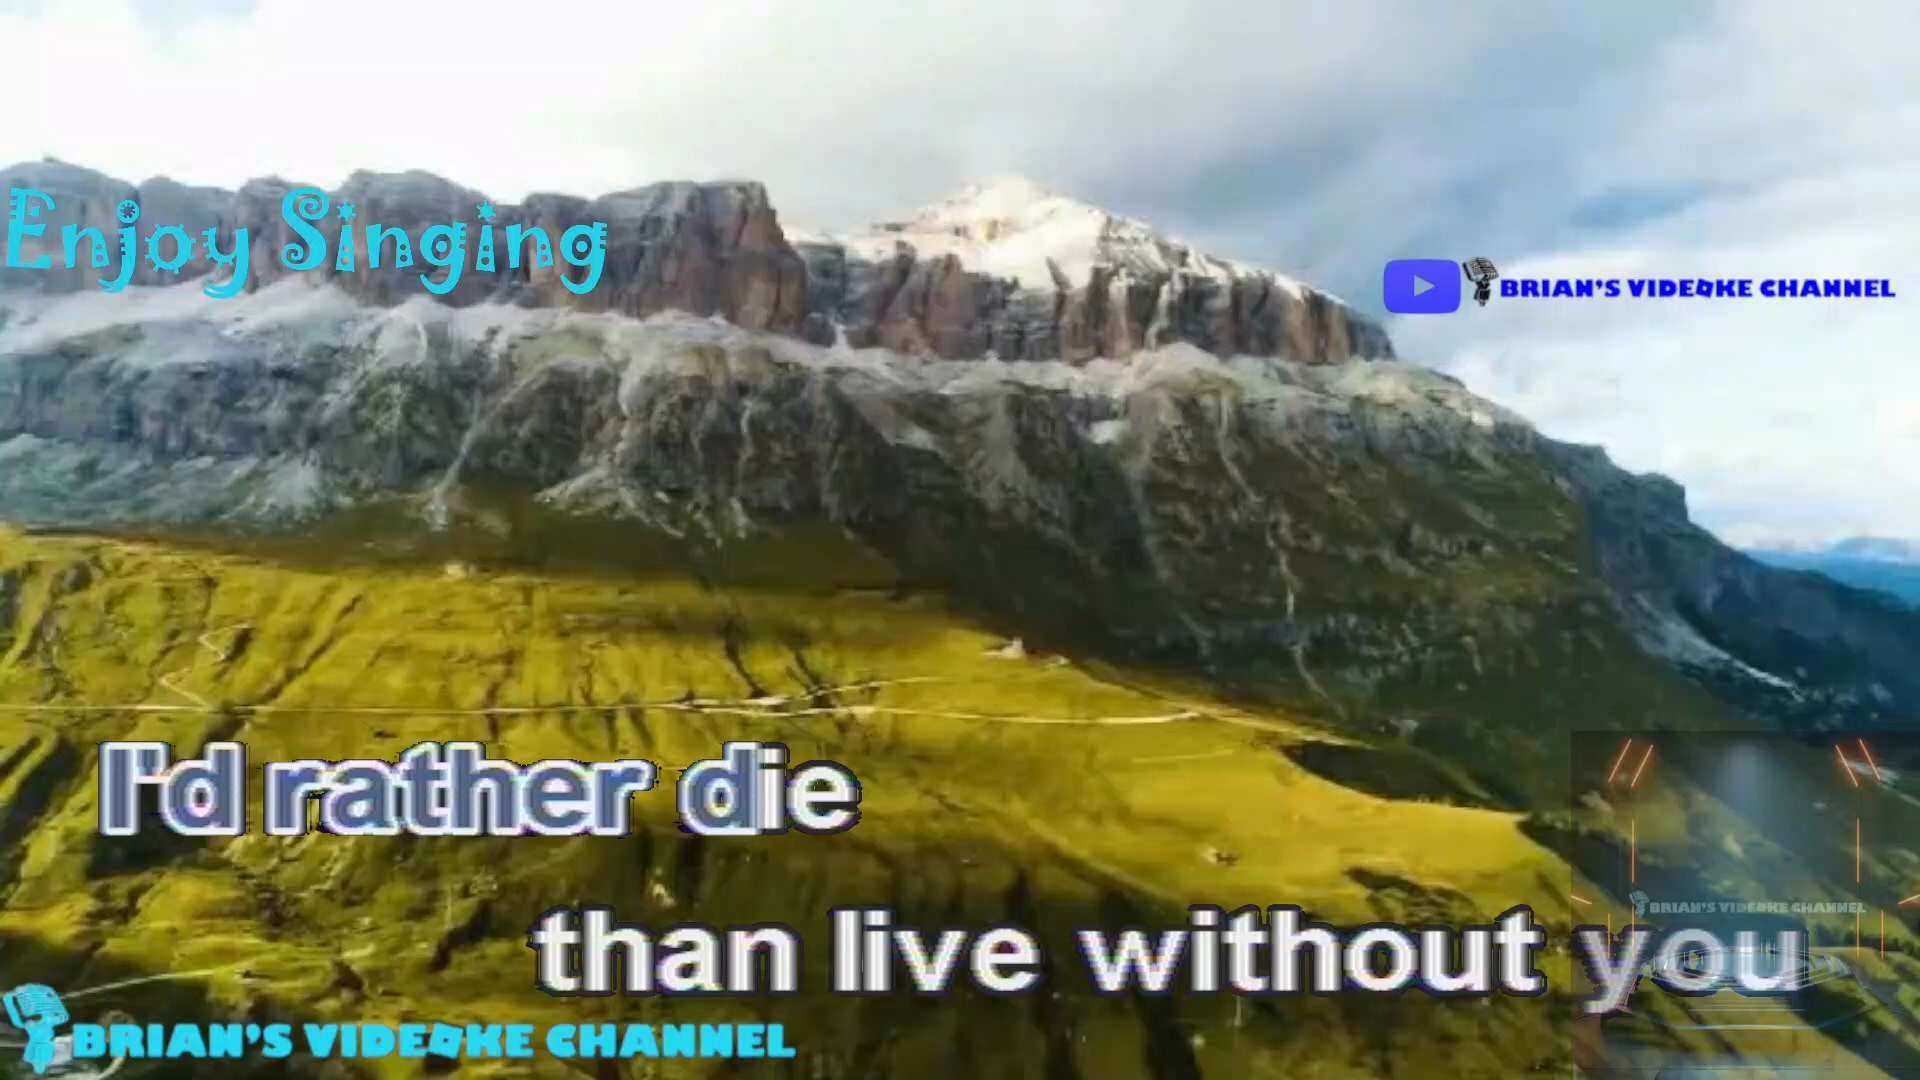 Enjoy Singing
BRIAN'S VIDEOKE CHANNEL
I'd rather die
BRIAN'S VIDEOKE CHANNEL
than live without you
BRIAN'S VIDEOKE CHANNEL